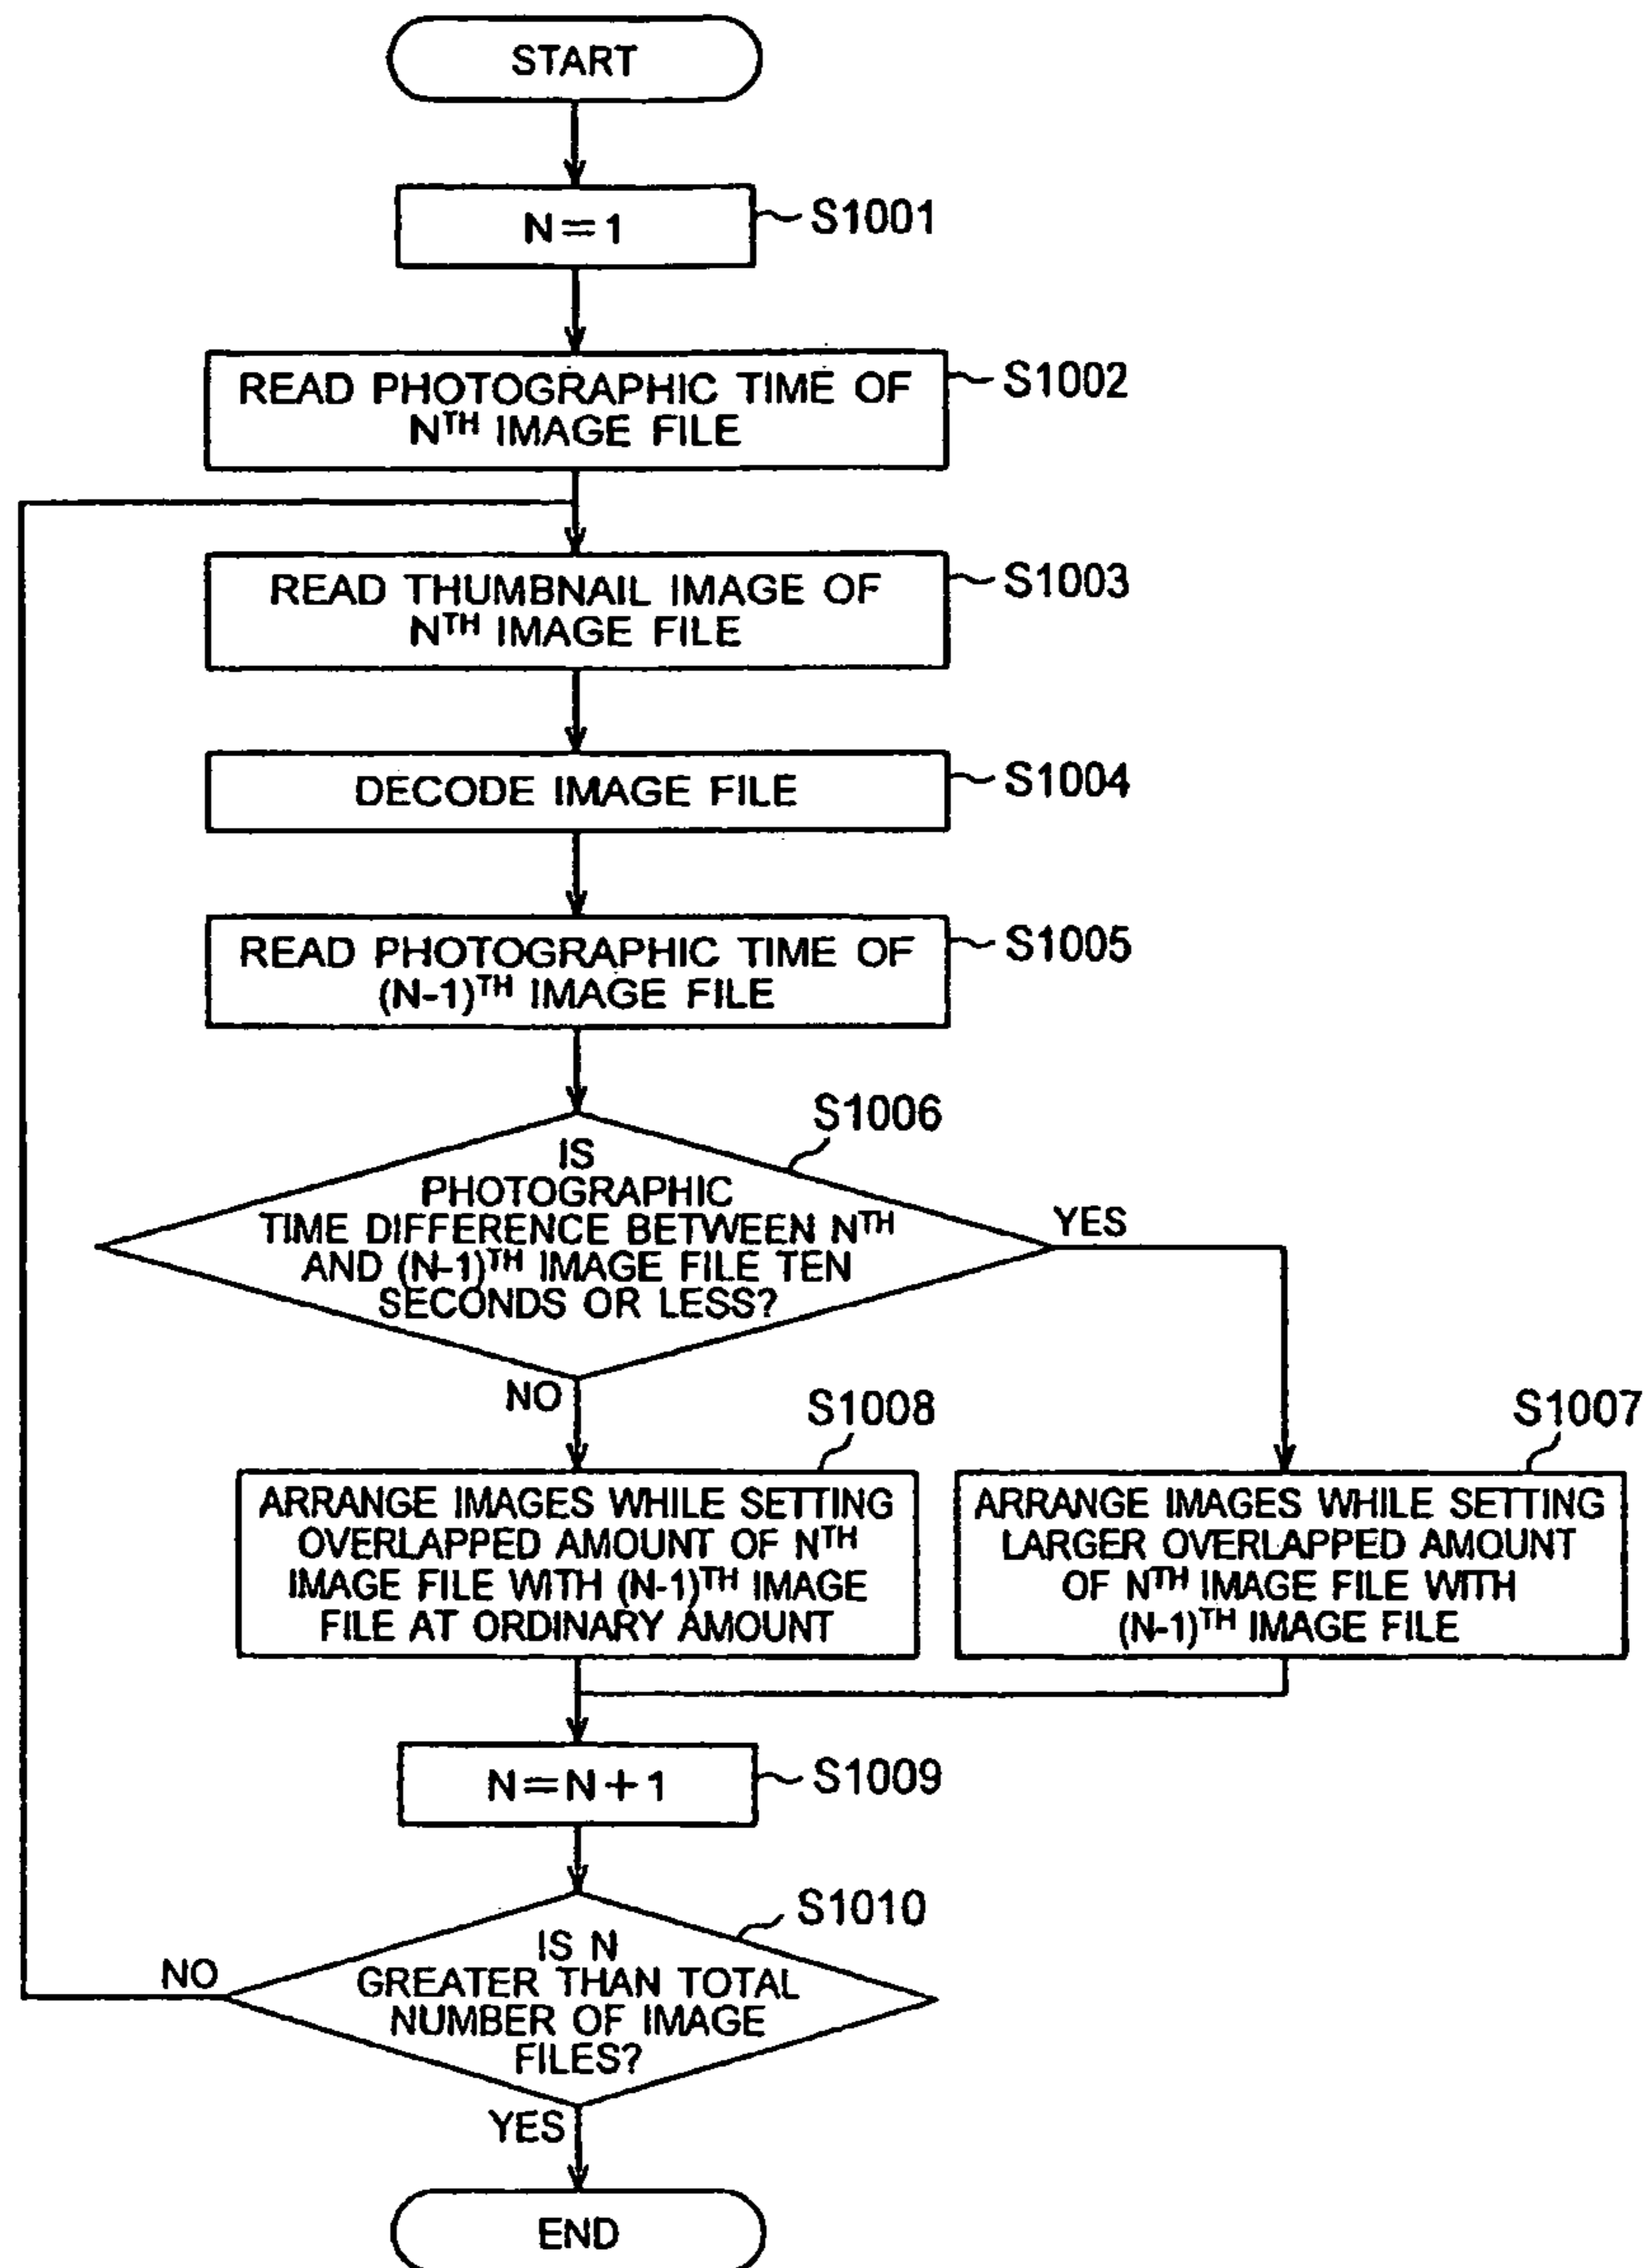 START
N=1
S1001
READ PHOTOGRAPHIC TIME OF
NTH IMAGE FILE
S1002
READ THUMBNAIL IMAGE OF
NTH IMAGE FILE
S1003
DECODE IMAGE FILE
S1004
READ PHOTOGRAPHIC TIME OF
(N-1)TH IMAGE FILE
S1005
S1006
IS
PHOTOGRAPHIC
TIME DIFFERENCE BETWEEN NTH
AND (N-1)TH IMAGE FILE TEN
SECONDS OR LESS?
YES
NO
S1008
ARRANGE IMAGES WHILE SETTING
OVERLAPPED AMOUNT OF NTH
IMAGE FILE WITH (N-1)TH IMAGE
FILE AT ORDINARY AMOUNT
S1007
ARRANGE IMAGES WHILE SETTING
LARGER OVERLAPPED AMOUNT
OF NTH IMAGE FILE WITH
(N-1)TH IMAGE FILE
N=N+1
S1009
S1010
IS N
GREATER THAN TOTAL
NUMBER OF IMAGE
FILES?
NO
YES
END